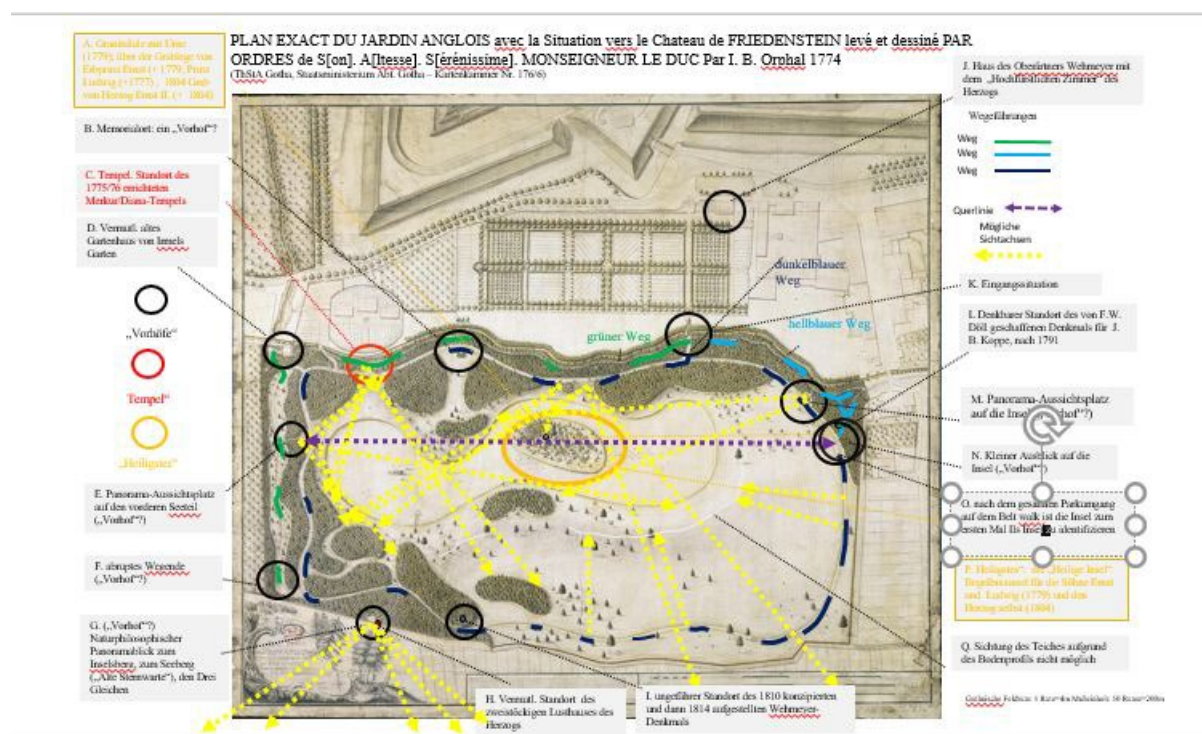 PLAN EXACT DU JARDIN ANGLOIS avec la Situation vers le Chateau de FRIEDENSTEIN levé et dessiné PAR
ORDRES de S[on]. A[ltesse]. S[érénissime]. MONSEIGNEUR LE DUC Par I. B. Orphal 1774
(ThStA Gotha, Staatsministerium Abt. Gotha – Kartenkammer Nr. 176/6)
A. Grabsäule mit Urne
(1779); über der Grablege von
Erbprinz Ernst (+ 1779, Prinz
Ludwig (+1777) , 1804 Grab
von Herzog Ernst II. (+ 1804)
B. Memorialort: ein „Vorhof“?
C. Tempel. Standort des
1775/76 errichteten
Merkur/Diana-Tempels
D. Vermutl. altes
Gartenhaus von Imsels
Garten
„Vorhöfe“
Tempel“
„Heiligstes“
E. Panorama-Aussichtsplatz
auf den vorderen Seeteil
(„Vorhof“?)
F. abruptes Wegende
(„Vorhof“?)
G. („Vorhof“?)
Naturphilosophischer
Panoramablick zum
Inselsberg, zum Seeberg
(„Alte Sternwarte“), den Drei
Gleichen
H. Vermutl. Standort des
zweistöckigen Lusthauses des
Herzogs
I. ungefährer Standort des 1810 konzipierten
und dann 1814 aufgestellten Wehmeyer-
Denkmals
grüner Weg
hellblauer Weg
dunkelblauer
Weg
J. Haus des Obergärtners Wehmeyer mit
dem „Hochfürstlichen Zimmer“ des
Herzogs
Wegeführungen
Weg
Weg
Weg
Querlinie
Mögliche
Sichtachsen
K. Eingangssituation
L. Denkbarer Standort des von F.W.
Döll geschaffenen Denkmals für J.
B. Koppe, nach 1791
M. Panorama-Aussichtsplatz
auf die Insel
N. Kleiner Ausblick auf die
Insel („Vorhof“?)
O. nach dem gesamten Parkumgang
auf dem Belt walk ist die Insel zum
ersten Mal Ils Insel zu identifizieren
P. Heiligstes“: die „Heilige Insel“
Begräbnisinsel für die Söhne Ernst
und Ludwig (1779) und den
Herzog selbst (1804)
Q. Sichtung des Teiches aufgrund
des Bodenprofils nicht möglich